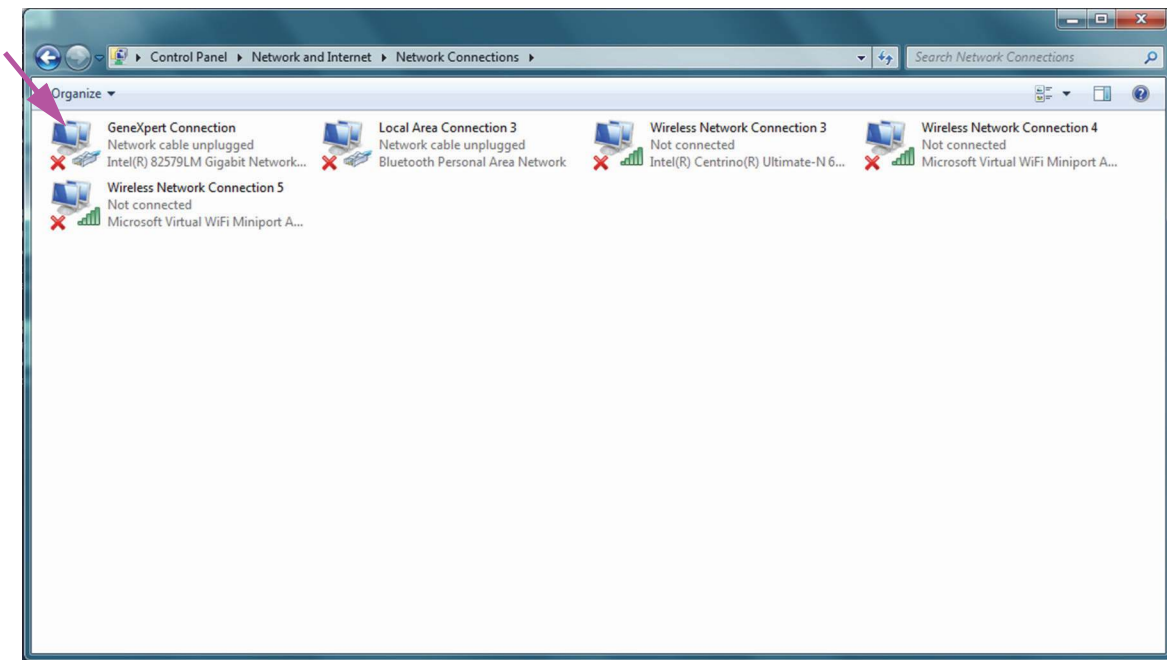 Control Panel ▸ Network and Internet ▸ Network Connections ▸
Search Network Connections
Organize
GeneXpert Connection
Network cable unplugged
Intel(R) 82579LM Gigabit Network...
Local Area Connection 3
Network cable unplugged
Bluetooth Personal Area Network
Wireless Network Connection 3
Not connected
Intel(R) Centrino(R) Ultimate-N 6...
Wireless Network Connection 4
Not connected
Microsoft Virtual WiFi Miniport A...
Wireless Network Connection 5
Not connected
Microsoft Virtual WiFi Miniport A...